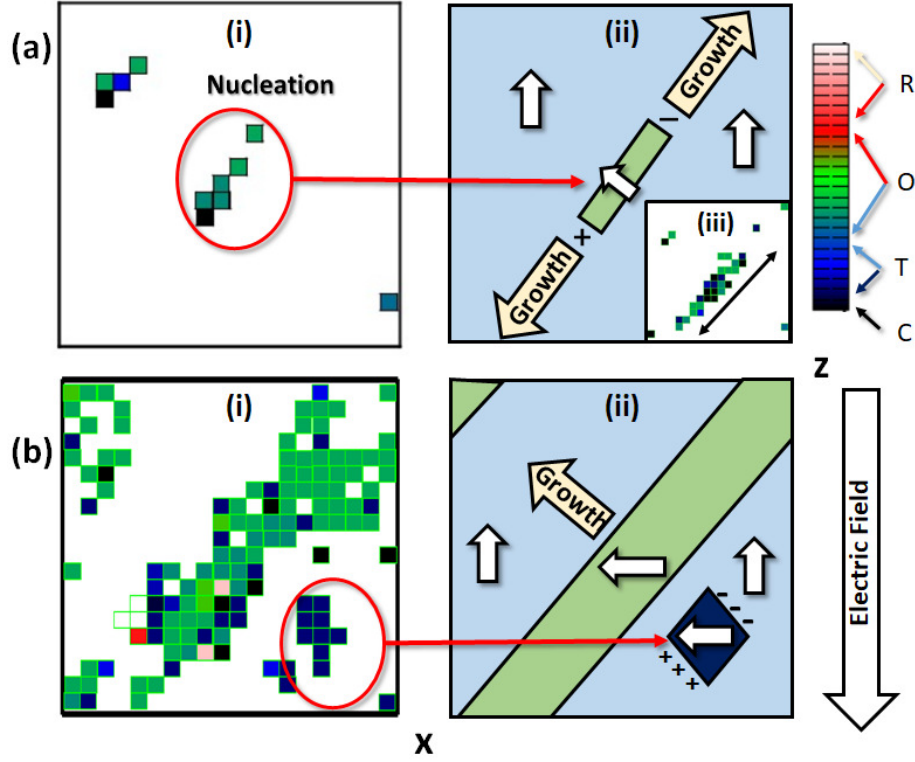 (a)
(i)
Nucleation
(ii)
Growth
−
+
Growth
(iii)
R
O
T
C
(b)
(i)
(ii)
Growth
- - -
+ + +
z
Electric Field
x